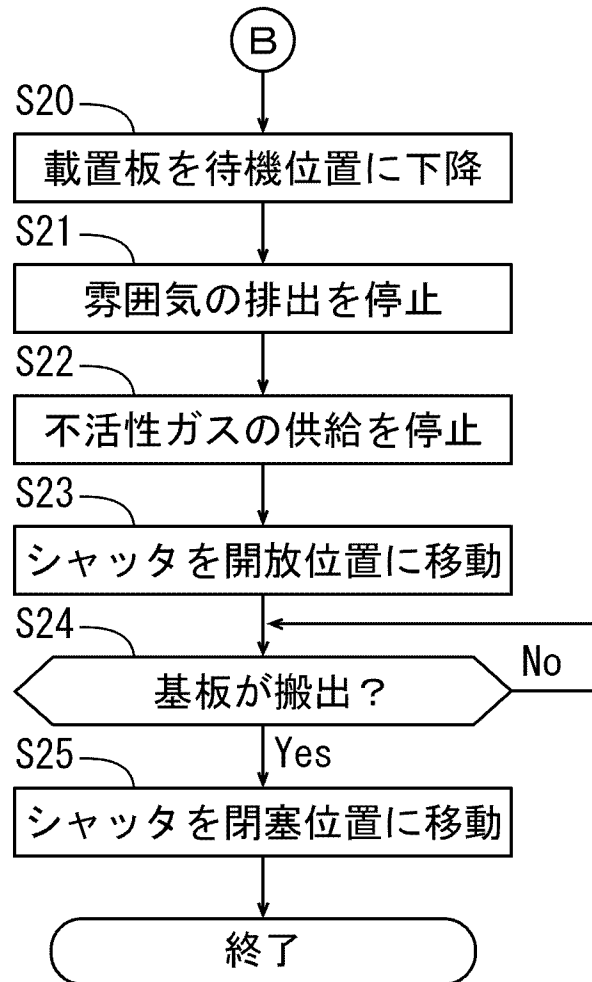 B
S20
載置板を待機位置に下降
S21
雰囲気の排出を停止
S22
不活性ガスの供給を停止
S23
シャッタを開放位置に移動
S24
基板が搬出？
No
Yes
S25
シャッタを閉塞位置に移動
終了